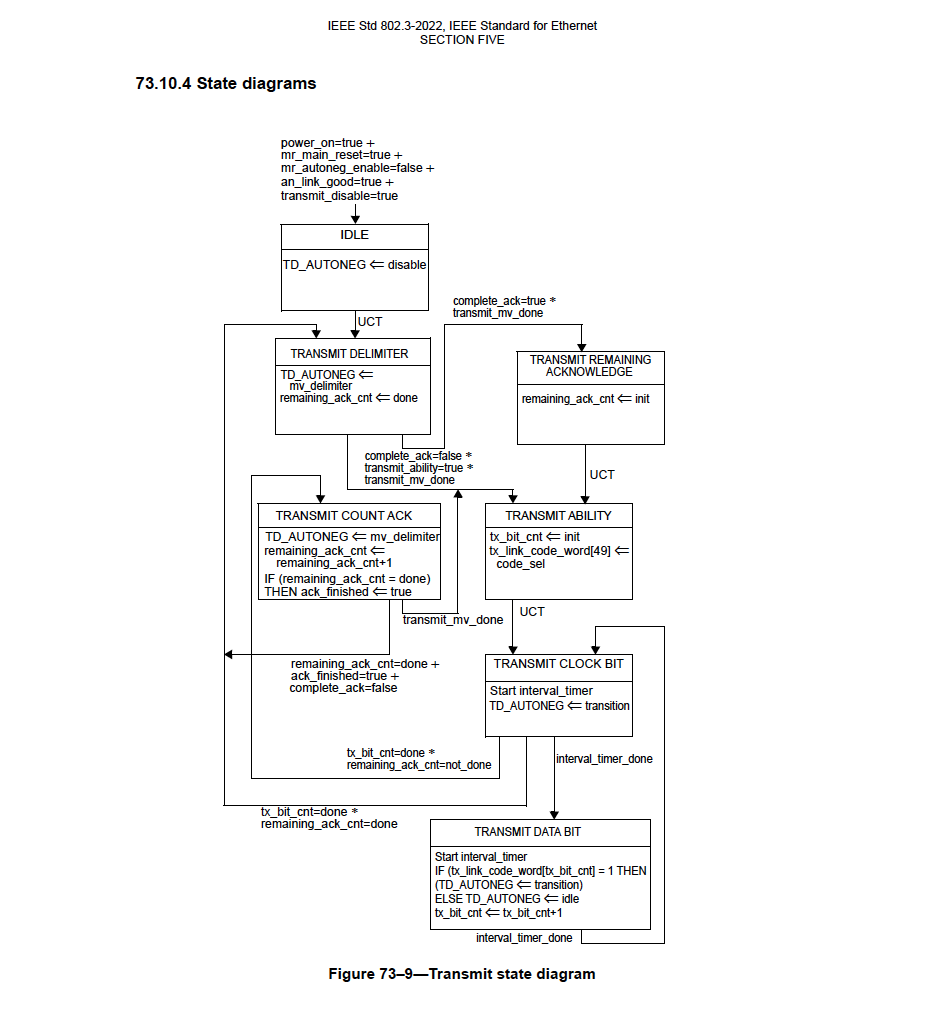 IEEE Std 802.3-2022, IEEE Standard for Ethernet
SECTION FIVE
73.10.4 State diagrams
power_on=true +
mr_main_reset=true +
mr_autoneg_enable=false +
an_link_good=true +
transmit_disable=true
IDLE
TD_AUTONEG ⇐ disable
UCT
complete_ack=true *
transmit_mv_done
TRANSMIT DELIMITER
TD_AUTONEG ⇐
mv_delimiter
remaining_ack_cnt ⇐ done
TRANSMIT REMAINING
ACKNOWLEDGE
remaining_ack_cnt ⇐ init
UCT
complete_ack=false *
transmit_ability=true *
transmit_mv_done
TRANSMIT COUNT ACK
TD_AUTONEG ⇐ mv_delimiter
remaining_ack_cnt ⇐
remaining_ack_cnt+1
IF (remaining_ack_cnt = done)
THEN ack_finished ⇐ true
TRANSMIT ABILITY
tx_bit_cnt ⇐ init
tx_link_code_word[49] ⇐
code_sel
transmit_mv_done
UCT
remaining_ack_cnt=done +
ack_finished=true +
complete_ack=false
TRANSMIT CLOCK BIT
Start interval_timer
TD_AUTONEG ⇐ transition
tx_bit_cnt=done *
remaining_ack_cnt=not_done
interval_timer_done
tx_bit_cnt=done *
remaining_ack_cnt=done
TRANSMIT DATA BIT
Start interval_timer
IF (tx_link_code_word[tx_bit_cnt] = 1 THEN
(TD_AUTONEG ⇐ transition)
ELSE TD_AUTONEG ⇐ idle
tx_bit_cnt ⇐ tx_bit_cnt+1
interval_timer_done
Figure 73–9—Transmit state diagram